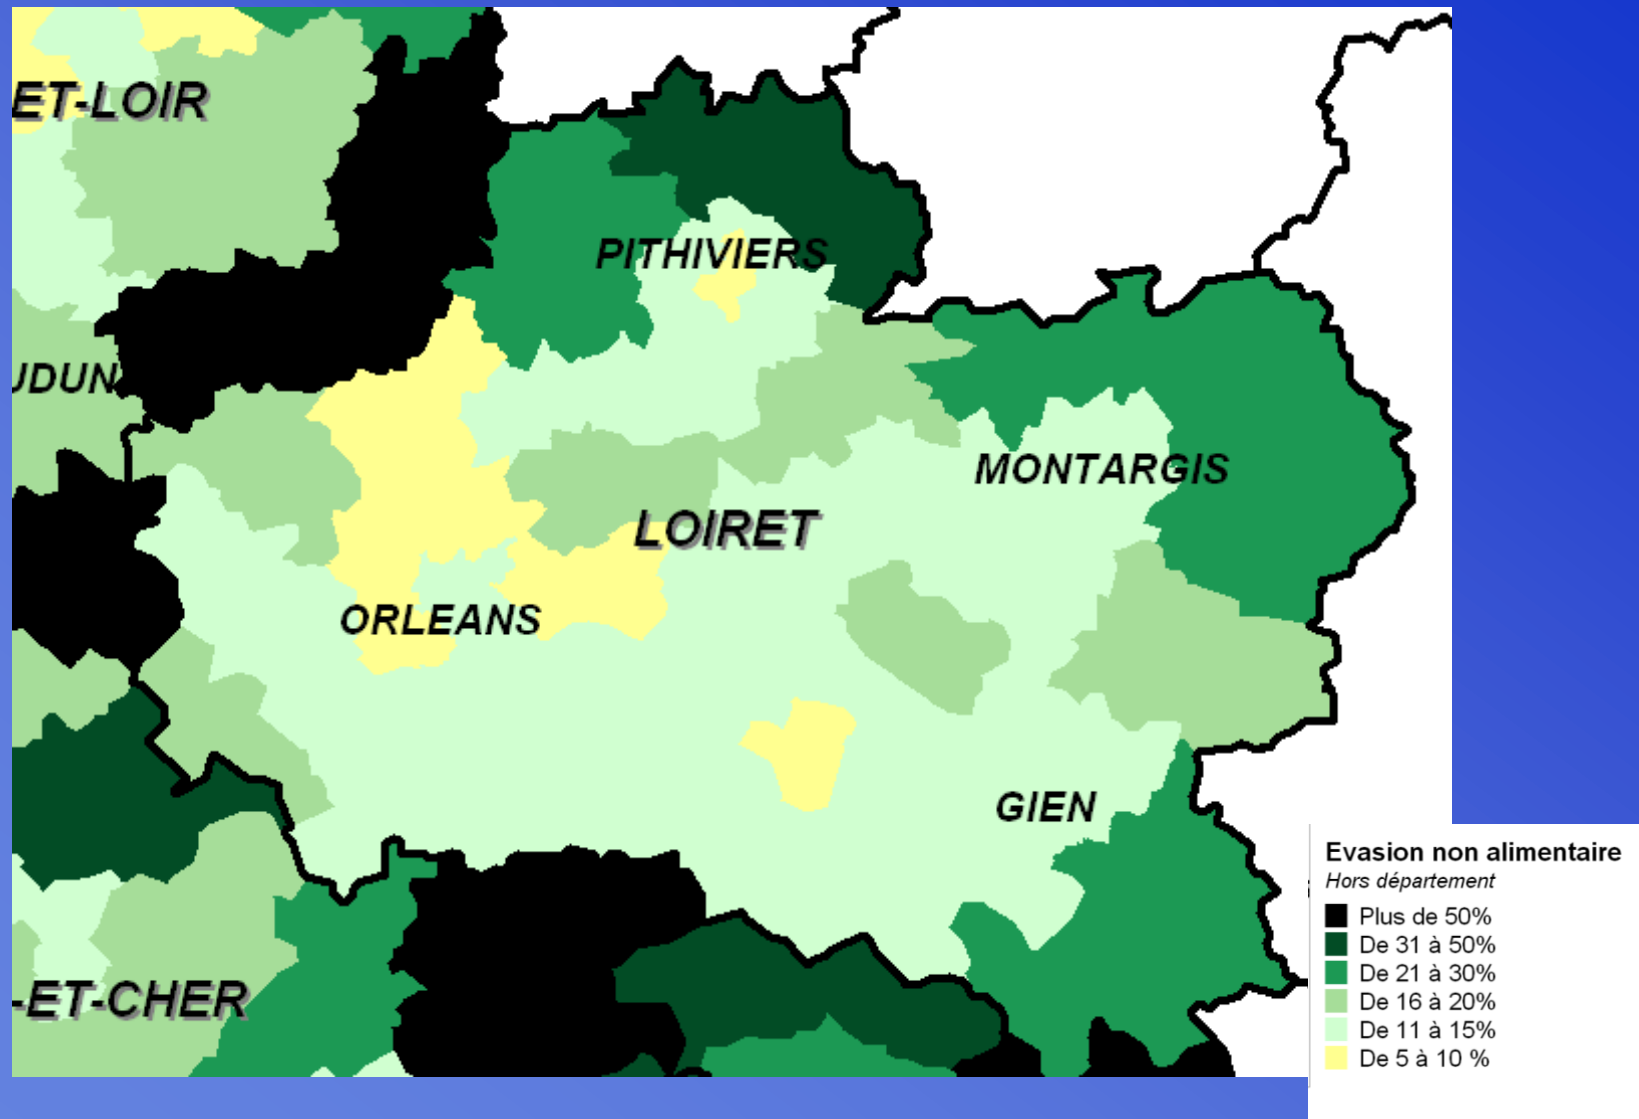 ET-LOIR
PITHIVIERS
UDUN
MONTARGIS
LOIRET
ORLEANS
GIEN
-ET-CHER
Evasion non alimentaire
Hors département
Plus de 50%
De 31 à 50%
De 21 à 30%
De 16 à 20%
De 11 à 15%
De 5 à 10 %